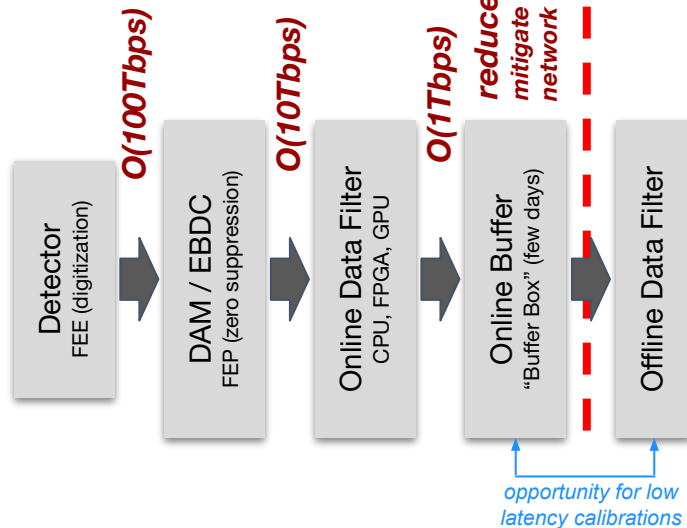 O(100Tbps)
O(10Tbps)
O(1Tbps)
reduce
mitigate
network
Detector
FEE (digitization)
DAM / EBDC
FEP (zero suppression)
Online Data Filter
CPU, FPGA, GPU
Online Buffer
“Buffer Box” (few days)
Offline Data Filter
opportunity for low
latency calibrations